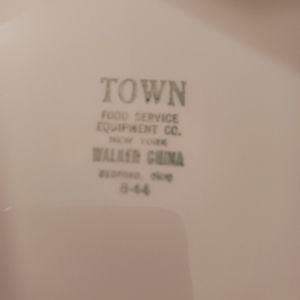 TOWN
FOOD SERVICE
EQUIPMENT CO.
NEW YORK
WALKER CHINA
BEDFORD, OHIO
8-44